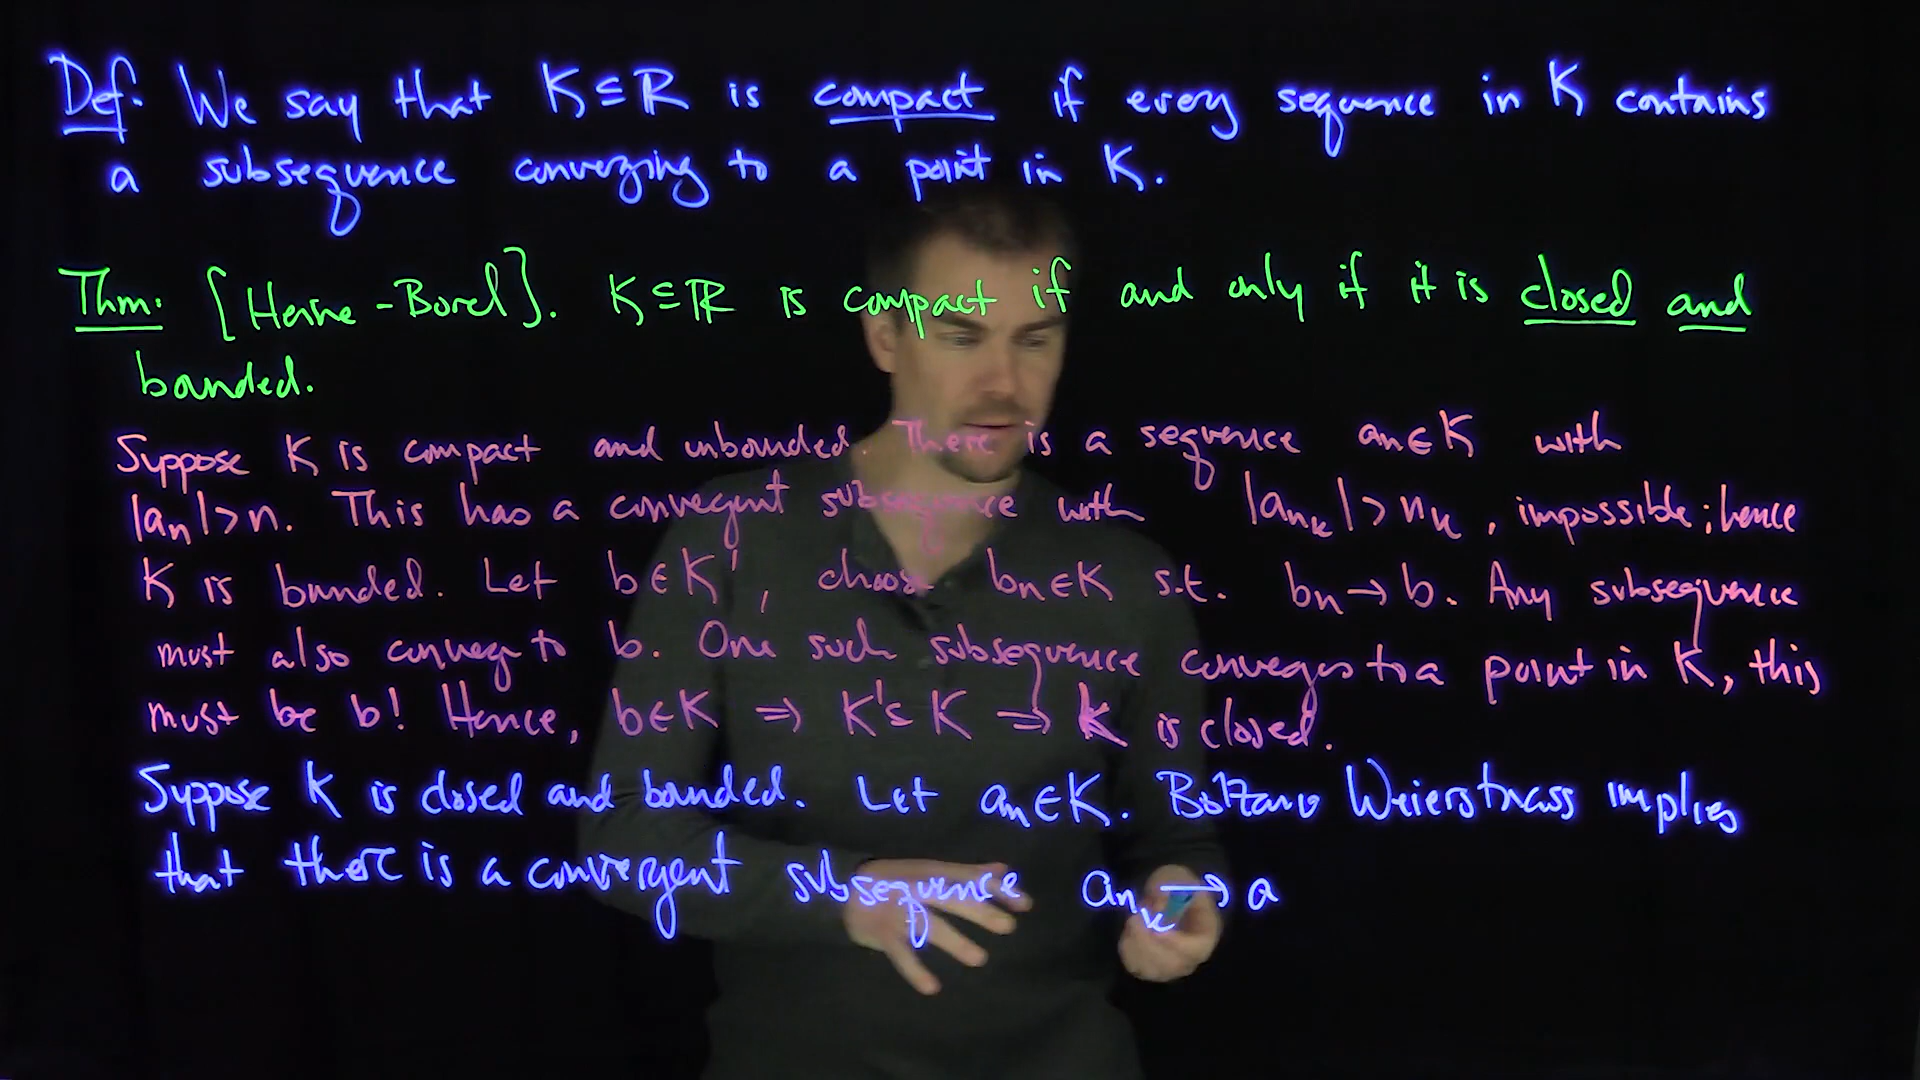 Def: We say that K ⊆ ℝ is compact if every sequence in K contains
a subsequence converging to a point in K.
Thm: [Heine-Borel]. K ⊆ ℝ is compact if and only if it is closed and
bounded.
Suppose K is compact and unbounded. There is a sequence aₙ ∈ K with
|aₙ| > n. This has a convergent subsequence with |aₙₖ| > nₖ, impossible; hence
K is bounded. Let b ∈ K', choose bₙ ∈ K s.t. bₙ → b. Any subsequence
must also converge to b. One such subsequence converges to a point in K, this
must be b! Hence, b ∈ K ⇒ K' ⊆ K ⇒ K is closed.
Suppose K is closed and bounded. Let aₙ ∈ K. Bolzano Weierstrass implies
that there is a convergent subsequence aₙₖ → a